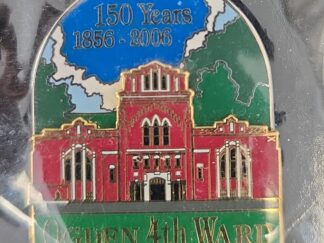 150 Years
1856 - 2006
OGDEN 4th WARD